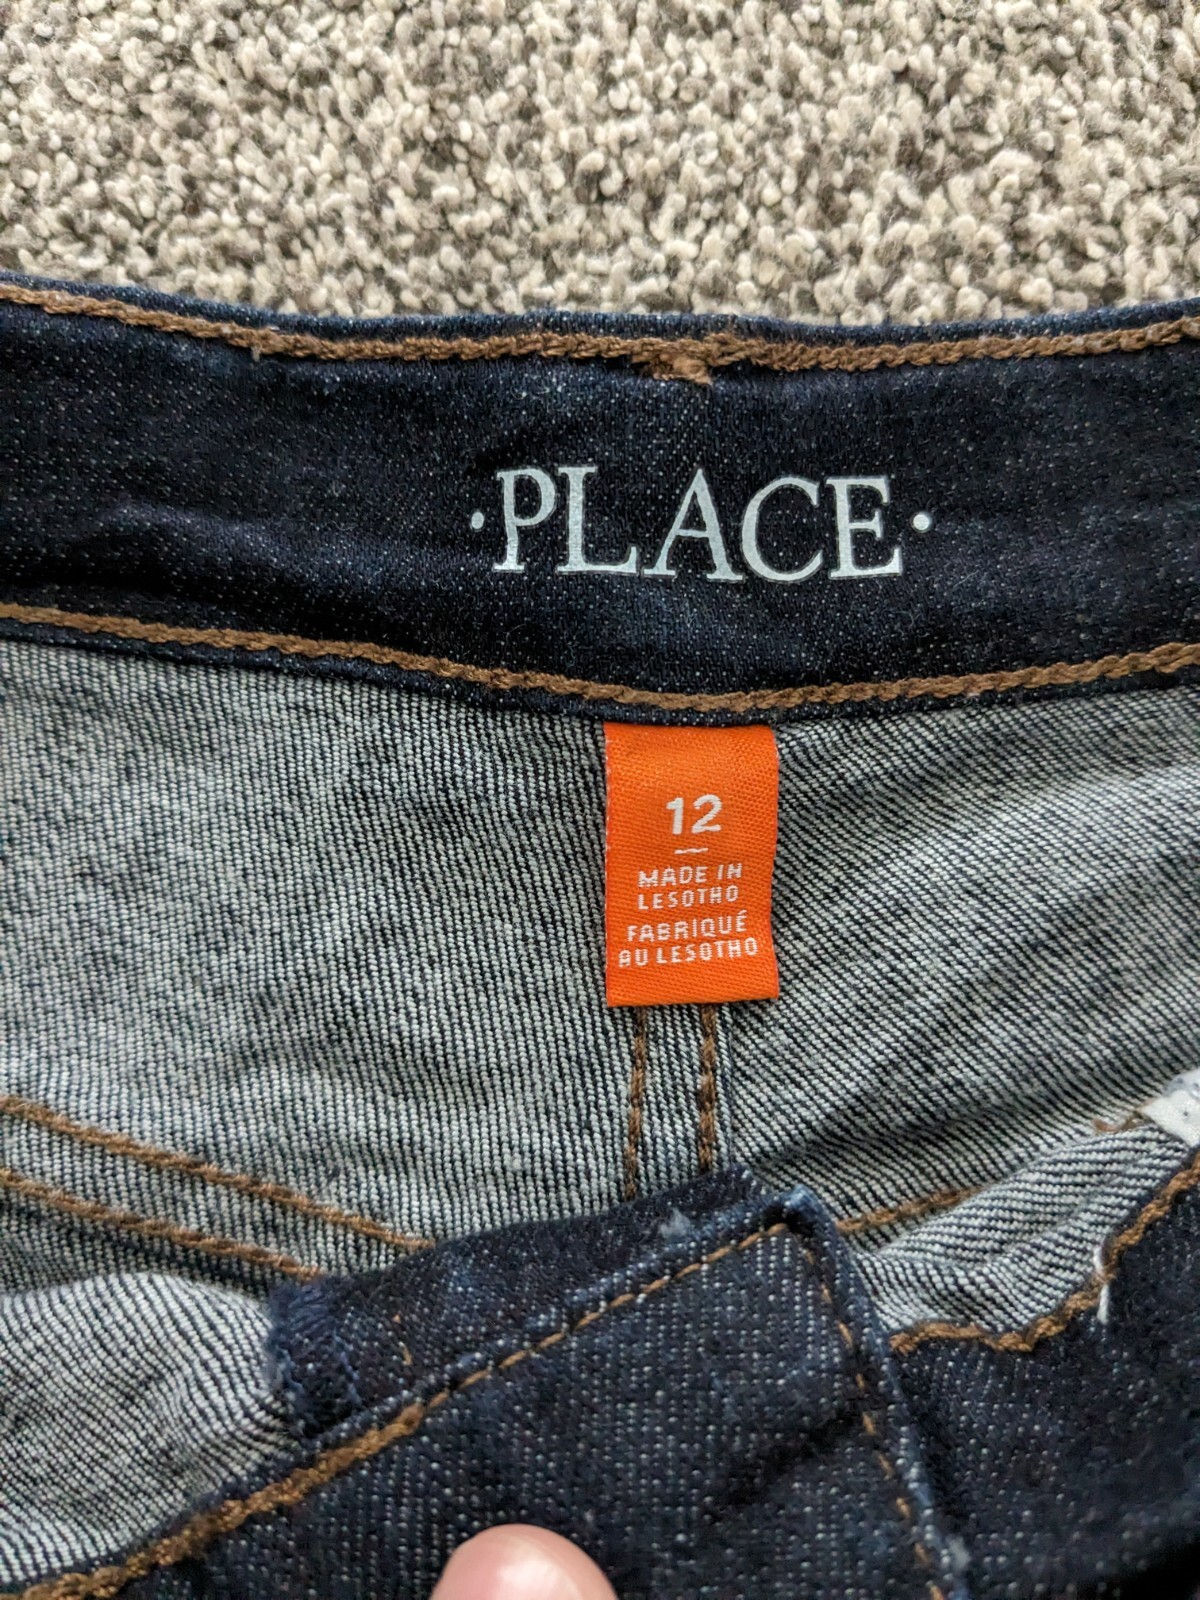 ·PLACE·
12
MADE IN
LESOTHO
FABRIQUÉ
AU LESOTHO